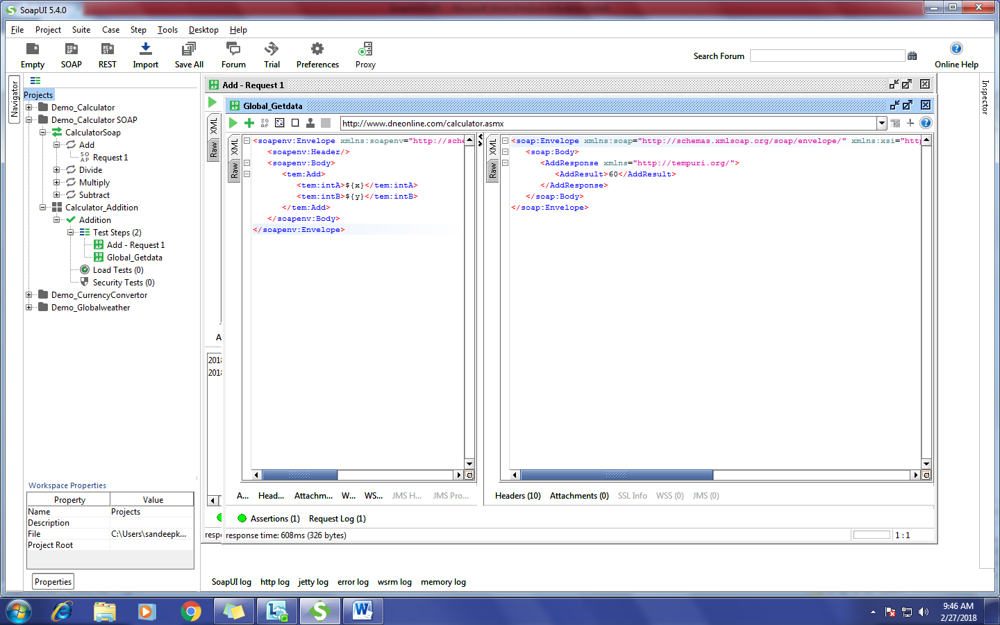 SoapUI 5.4.0
File Project Suite Case Step Tools Desktop Help
Empty SOAP REST Import Save All Forum Trial Preferences Proxy
Search Forum
Online Help
Navigator
Projects
Demo_Calculator
Demo_Calculator SOAP
CalculatorSoap
Add
Request 1
Divide
Multiply
Subtract
Calculator_Addition
Addition
Test Steps (2)
Add - Request 1
Global_Getdata
Load Tests (0)
Security Tests (0)
Demo_CurrencyConvertor
Demo_Globalweather
Workspace Properties
Property Value
Name Projects
Description
File C:\Users\sandeepk...
Project Root
Properties
Add - Request 1
XML
Raw
A
2018
2018
respo
Global_Getdata
http://www.dneonline.com/calculator.asmx
XML
Raw
<soapenv:Envelope xmlns:soapenv="http://sche
<soapenv:Header/>
<soapenv:Body>
<tem:Add>
<tem:intA>${x}</tem:intA>
<tem:intB>${y}</tem:intB>
</tem:Add>
</soapenv:Body>
</soapenv:Envelope>
A... Head... Attachm... W... WS... JMS H... JMS Pro...
XML
Raw
<soap:Envelope xmlns:soap="http://schemas.xmlsoap.org/soap/envelope/" xmlns:xsi="http
<soap:Body>
<AddResponse xmlns="http://tempuri.org/">
<AddResult>60</AddResult>
</AddResponse>
</soap:Body>
</soap:Envelope>
Headers (10) Attachments (0) SSL Info WSS (0) JMS (0)
Assertions (1) Request Log (1)
response time: 608ms (326 bytes)
1 : 1
Inspector
SoapUI log http log jetty log error log wsrm log memory log
9:46 AM
2/27/2018